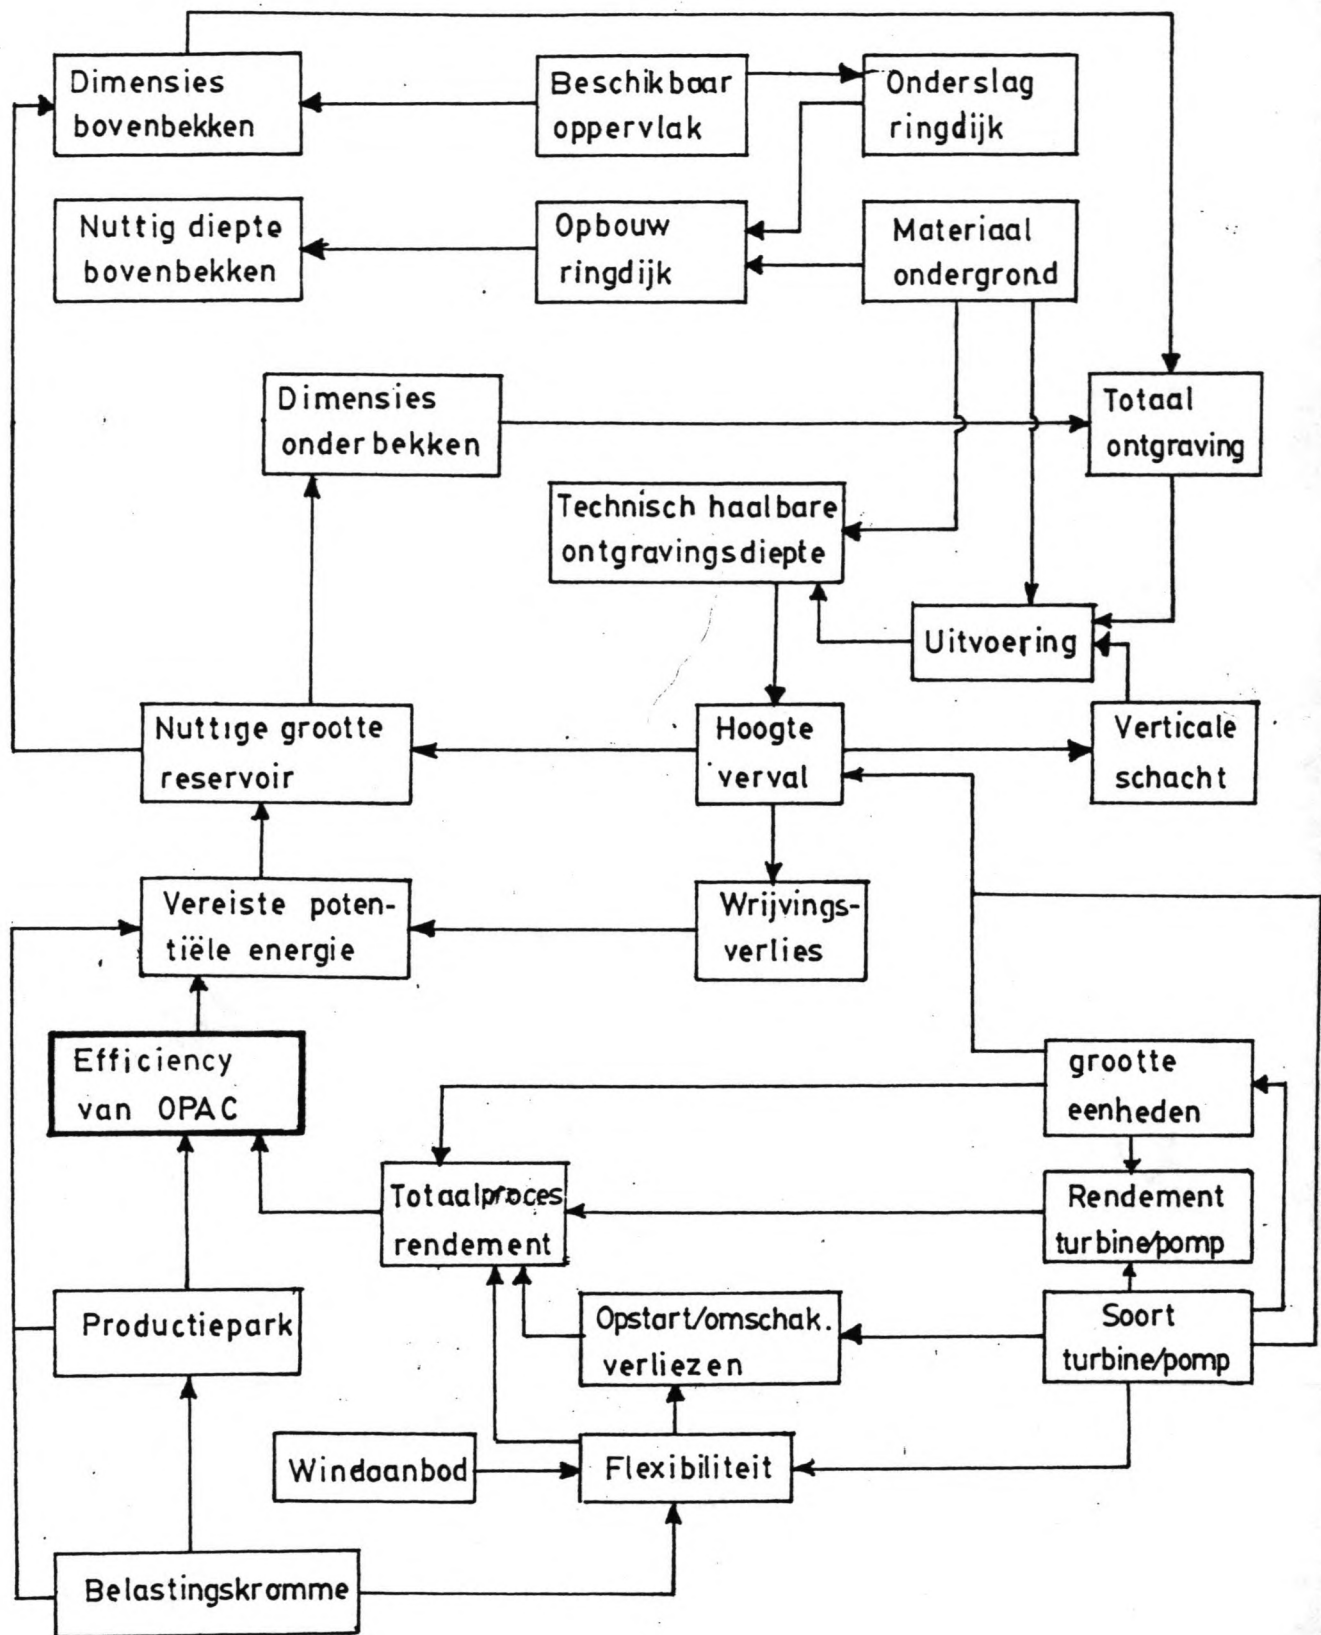 Dimensies
bovenbekken
Beschikbaar
oppervlak
Onderslag
ringdijk
Nuttig diepte
bovenbekken
Opbouw
ringdijk
Materiaal
ondergrond
Dimensies
onderbekken
Totaal
ontgraving
Technisch haalbare
ontgravingsdiepte
Uitvoering
Nuttige grootte
reservoir
Hoogte
verval
Verticale
schacht
Vereiste poten-
tiële energie
Wrijvings-
verlies
Efficiency
van OPAC
grootte
eenheden
Totaalproces
rendement
Rendement
turbine/pomp
Productiepark
Opstart/omschak.
verliezen
Soort
turbine/pomp
Windaanbod
Flexibiliteit
Belastingskromme